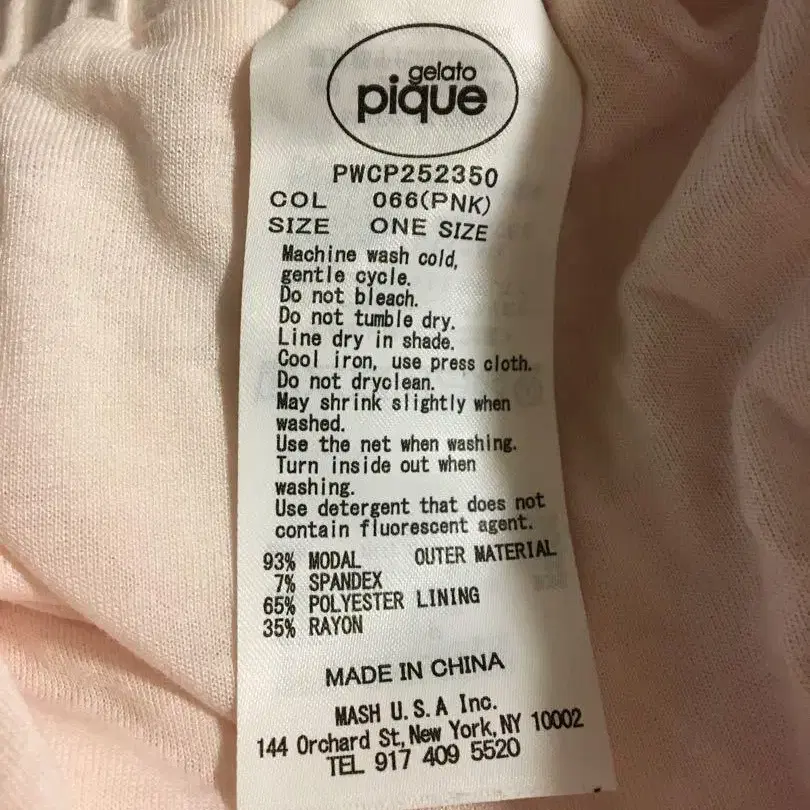 gelato
pique
PWCP252350
COL 066(PNK)
SIZE ONE SIZE
Machine wash cold,
gentle cycle.
Do not bleach.
Do not tumble dry.
Line dry in shade.
Cool iron, use press cloth.
Do not dryclean.
May shrink slightly when
washed.
Use the net when washing.
Turn inside out when
washing.
Use detergent that does not
contain fluorescent agent.
93% MODAL OUTER MATERIAL
7% SPANDEX
65% POLYESTER LINING
35% RAYON
MADE IN CHINA
MASH U.S.A Inc.
144 Orchard St, New York, NY 10002
TEL 917 409 5520